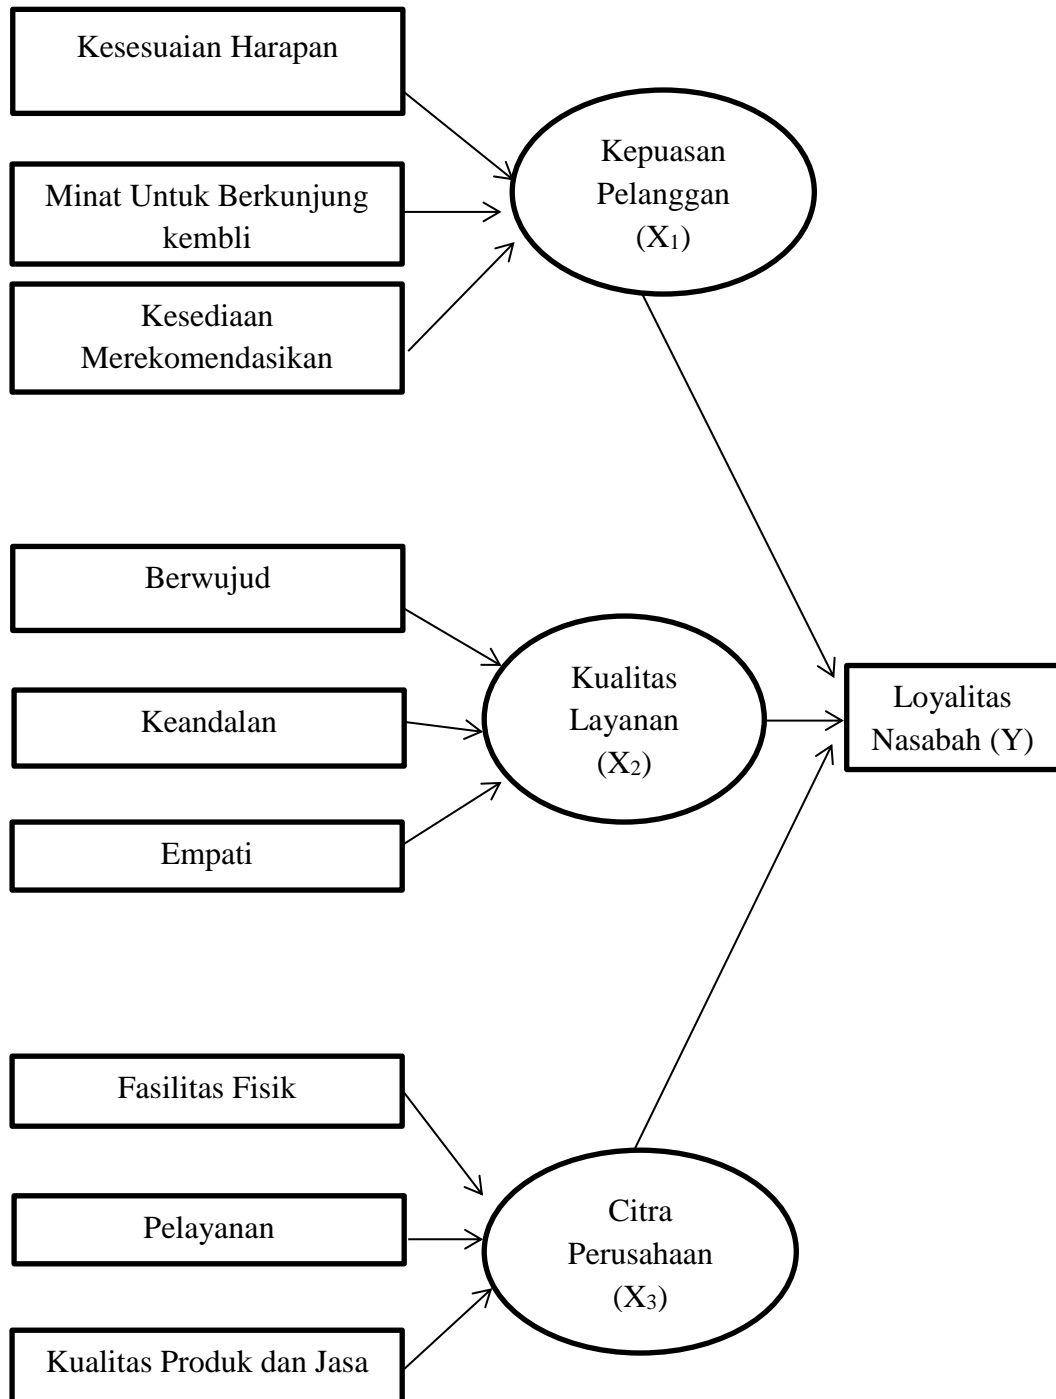 Kesesuaian Harapan
Minat Untuk Berkunjung
kembli
Kesediaan
Merekomendasikan
Kepuasan
Pelanggan
(X₁)
Berwujud
Keandalan
Empati
Kualitas
Layanan
(X₂)
Loyalitas
Nasabah (Y)
Fasilitas Fisik
Pelayanan
Kualitas Produk dan Jasa
Citra
Perusahaan
(X₃)